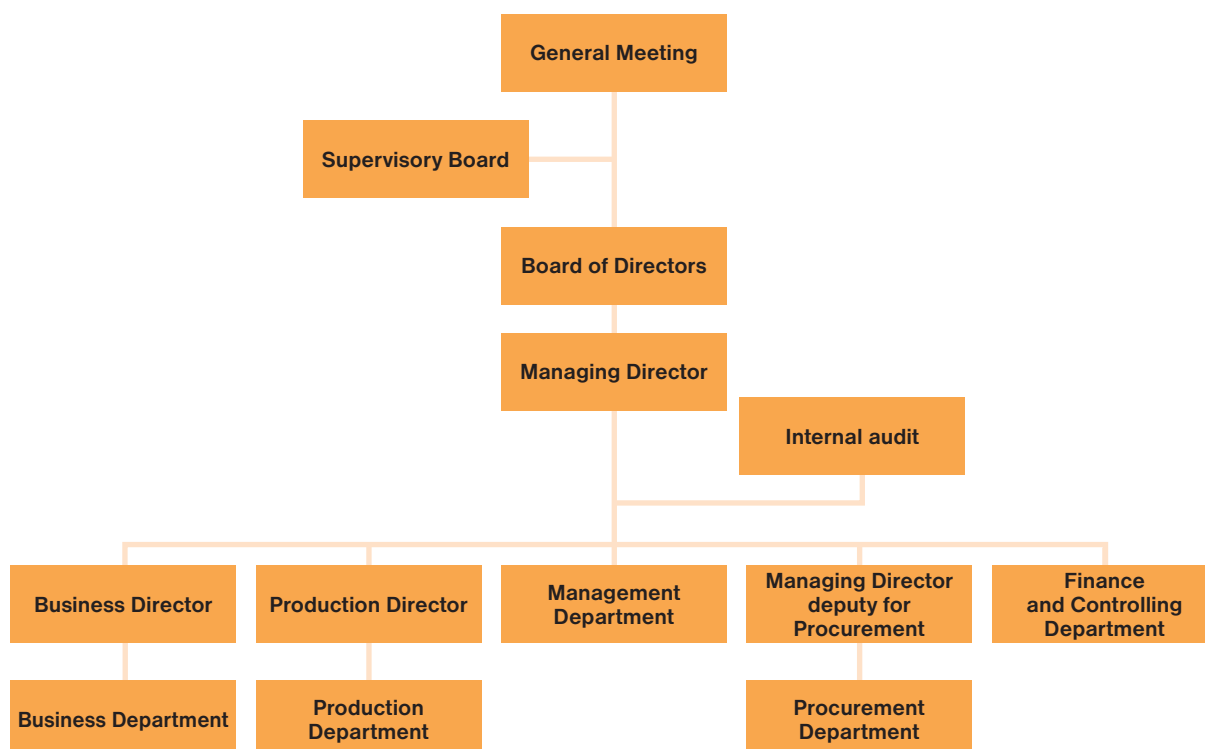 General Meeting
Supervisory Board
Board of Directors
Managing Director
Internal audit
Business Director
Production Director
Management
Department
Managing Director
deputy for
Procurement
Finance
and Controlling
Department
Business Department
Production
Department
Procurement
Department